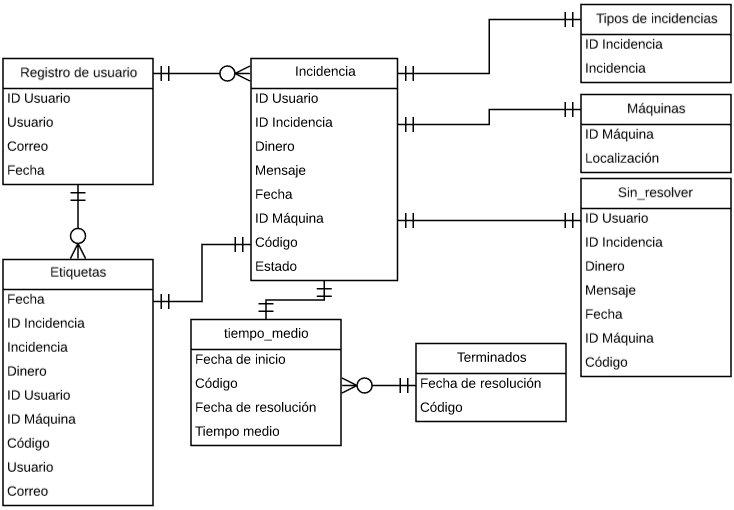 Registro de usuario
ID Usuario
Usuario
Correo
Fecha
Incidencia
ID Usuario
ID Incidencia
Dinero
Mensaje
Fecha
ID Máquina
Código
Estado
Tipos de incidencias
ID Incidencia
Incidencia
Máquinas
ID Máquina
Localización
Sin_resolver
ID Usuario
ID Incidencia
Dinero
Mensaje
Fecha
ID Máquina
Código
Etiquetas
Fecha
ID Incidencia
Incidencia
Dinero
ID Usuario
ID Máquina
Código
Usuario
Correo
tiempo_medio
Fecha de inicio
Código
Fecha de resolución
Tiempo medio
Terminados
Fecha de resolución
Código